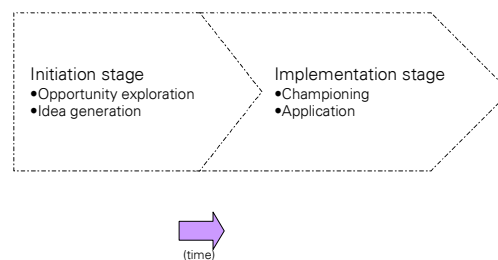 Initiation stage
•Opportunity exploration
•Idea generation
Implementation stage
•Championing
•Application
(time)